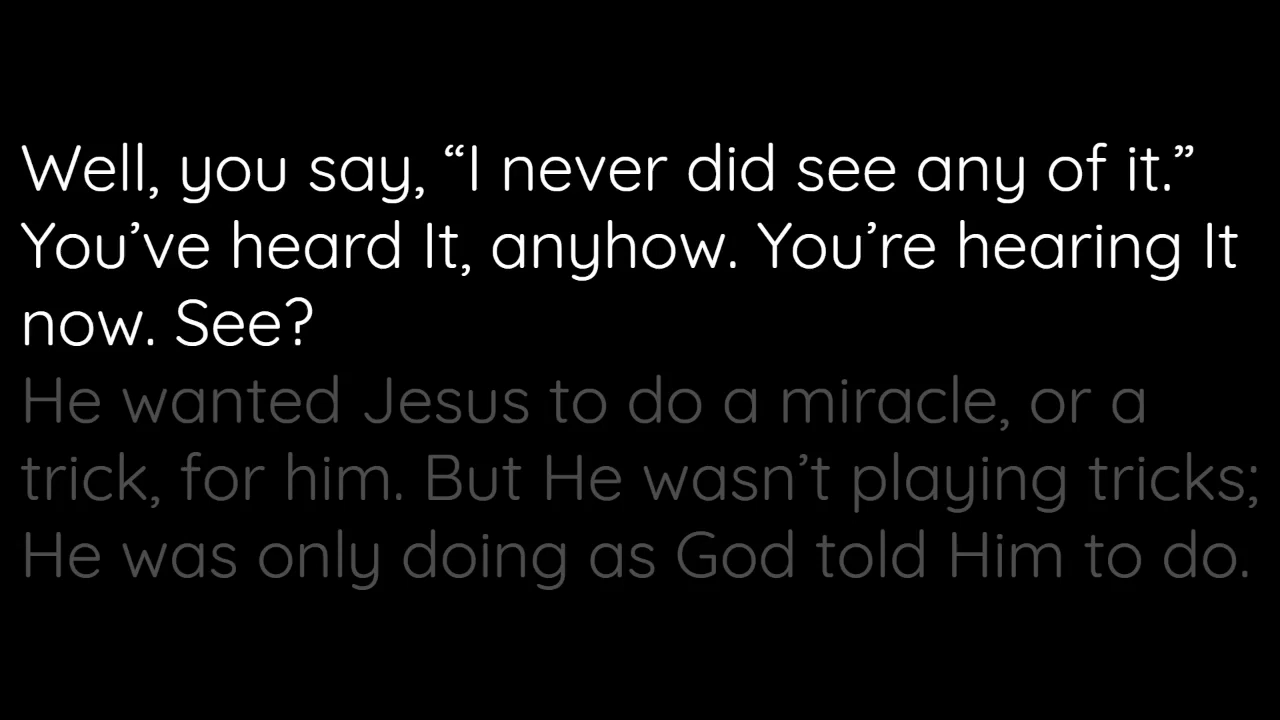 Well, you say, “I never did see any of it.”
You’ve heard It, anyhow. You’re hearing It
now. See?
He wanted Jesus to do a miracle, or a
trick, for him. But He wasn’t playing tricks;
He was only doing as God told Him to do.